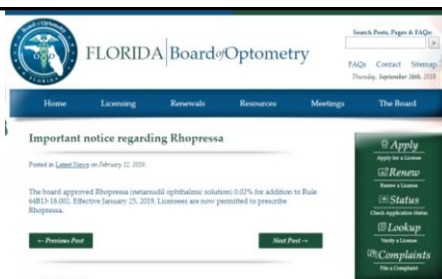 Search Posts, Pages & FAQs:
FLORIDA Board of Optometry
FAQs Contact Sitemap
Thursday, September 26th, 2019
Home Licensing Renewals Resources Meetings The Board
Important notice regarding Rhopressa
Posted in Latest News on February 12, 2019.
The board approved Rhopressa (netarsudil ophthalmic solution) 0.02% for addition to Rule
64B13-18.002, Effective January 25, 2019. Licensees are now permitted to prescribe
Rhopressa.
← Previous Post Next Post →
Apply
Apply for a License
Renew
Renew a License
Status
Check Application Status
Lookup
Verify a License
Complaints
File a Complaint